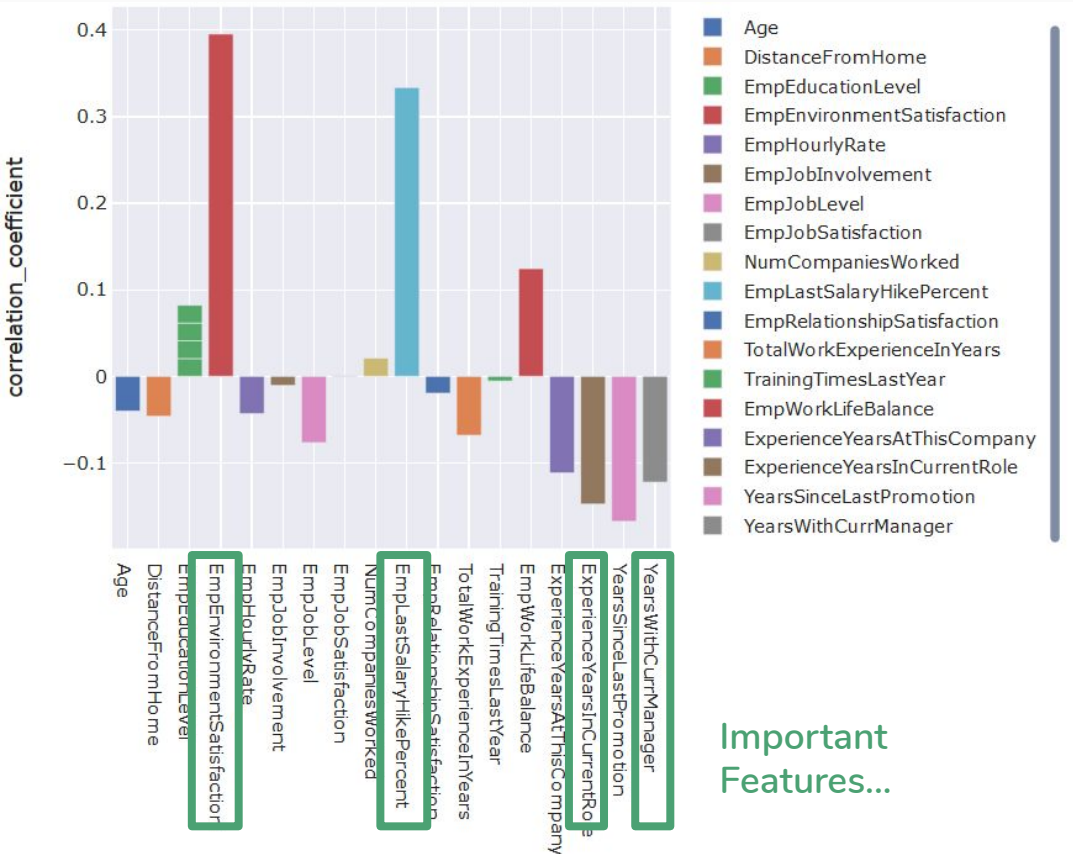 0.4
0.3
0.2
0.1
0
−0.1
correlation_coefficient
Age
DistanceFromHome
EmpEducationLevel
EmpEnvironmentSatisfaction
EmpHourlyRate
EmpJobInvolvement
EmpJobLevel
EmpJobSatisfaction
NumCompaniesWorked
EmpLastSalaryHikePercent
EmpRelationshipSatisfaction
TotalWorkExperienceInYears
TrainingTimesLastYear
EmpWorkLifeBalance
ExperienceYearsAtThisCompany
ExperienceYearsInCurrentRole
YearsSinceLastPromotion
YearsWithCurrManager
Age
DistanceFromHome
EmpEducationLevel
EmpEnvironmentSatisfaction
EmpHourlyRate
EmpJobInvolvement
EmpJobLevel
EmpJobSatisfaction
NumCompaniesWorked
EmpLastSalaryHikePercent
EmpRelationshipSatisfaction
TotalWorkExperienceInYears
TrainingTimesLastYear
EmpWorkLifeBalance
ExperienceYearsAtThisCompany
ExperienceYearsInCurrentRole
YearsSinceLastPromotion
YearsWithCurrManager
Important
Features...